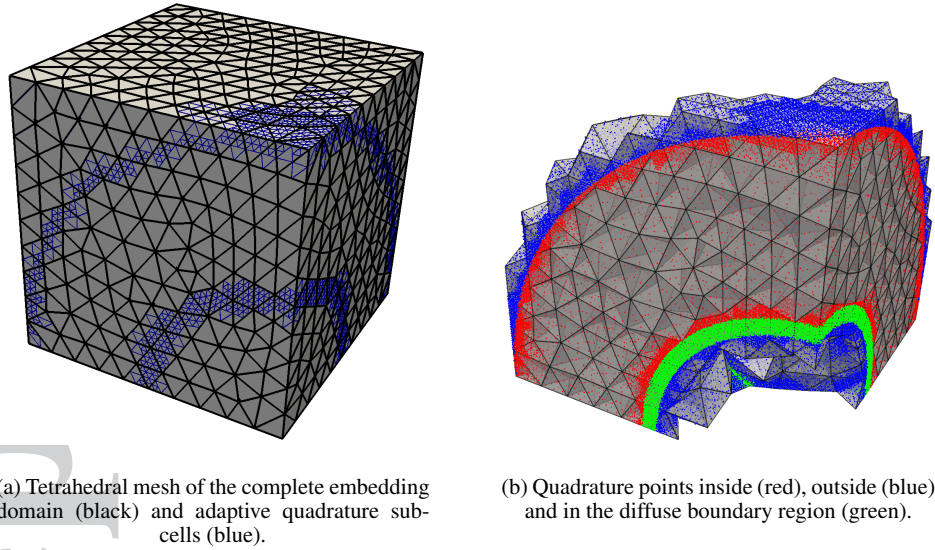 (a) Tetrahedral mesh of the complete embedding
domain (black) and adaptive quadrature sub-
cells (blue).
(b) Quadrature points inside (red), outside (blue)
and in the diffuse boundary region (green).